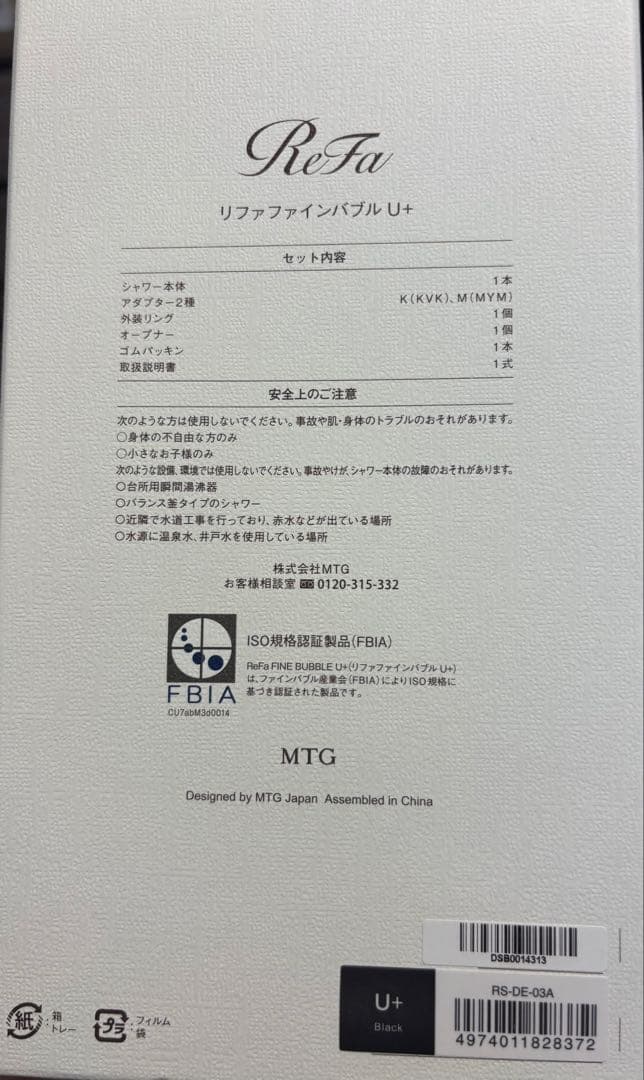 ReFa
リファファインバブル U+
セット内容
シャワー本体 1本
アダプター2種 K(KVK)、M(MYM)
外装リング 1個
オープナー 1個
ゴムパッキン 1本
取扱説明書 1式
安全上のご注意
次のような方は使用しないでください。事故や肌・身体のトラブルのおそれがあります。
○身体の不自由な方のみ
○小さなお子様のみ
次のような設備、環境では使用しないでください。事故やけが、シャワー本体の故障のおそれがあります。
○台所用瞬間湯沸器
○バランス釜タイプのシャワー
○近隣で水道工事を行っており、赤水などが出ている場所
○水源に温泉水、井戸水を使用している場所
株式会社MTG
お客様相談室 0120-315-332
ISO規格認証製品(FBIA)
ReFa FINE BUBBLE U+(リファファインバブル U+)
は、ファインバブル産業会(FBIA)によりISO規格に
基づき認証された製品です。
FBIA
CU7abM3d0014
MTG
Designed by MTG Japan Assembled in China
DSB0014313
U+
Black
RS-DE-03A
4974011828372
紙 : 箱
トレー
プラ : フィルム
袋